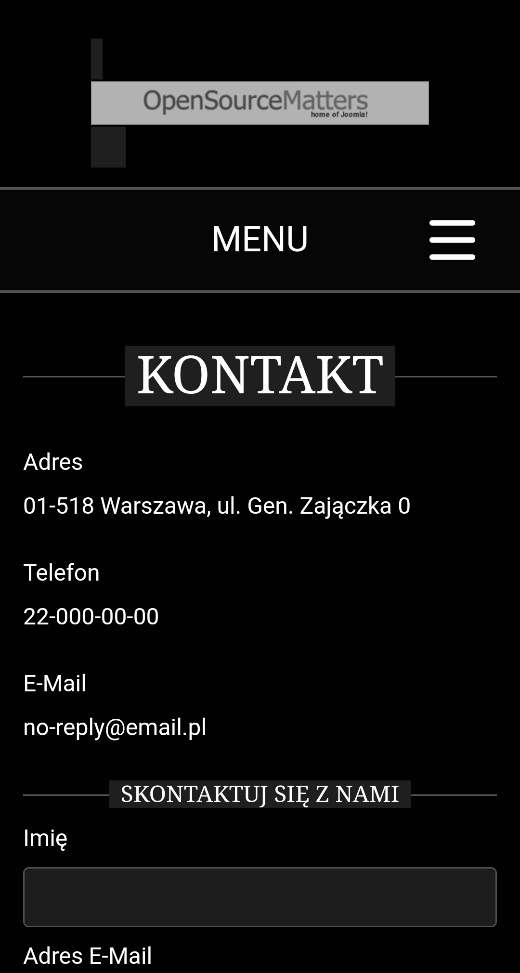 OpenSourceMatters
home of Joomla!
MENU
KONTAKT
Adres
01-518 Warszawa, ul. Gen. Zajączka 0
Telefon
22-000-00-00
E-Mail
no-reply@email.pl
SKONTAKTUJ SIĘ Z NAMI
Imię
Adres E-Mail